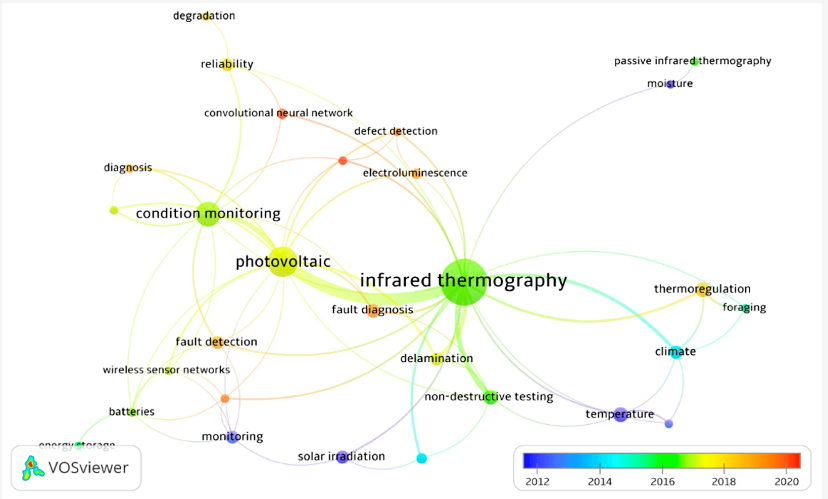 degradation
reliability
passive infrared thermography
moisture
convolutional neural network
defect detection
diagnosis
electroluminescence
condition monitoring
photovoltaic
infrared thermography
thermoregulation
foraging
fault diagnosis
fault detection
climate
delamination
wireless sensor networks
non-destructive testing
batteries
temperature
monitoring
energy storage
solar irradiation
VOSviewer
2012 2014 2016 2018 2020